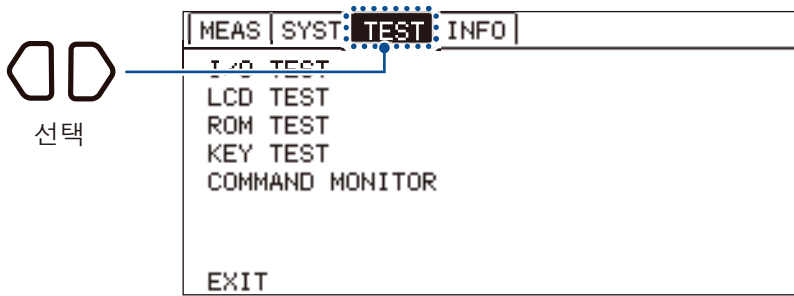 MEAS SYST TEST INFO
I/O TEST
선택
LCD TEST
ROM TEST
KEY TEST
COMMAND MONITOR
EXIT